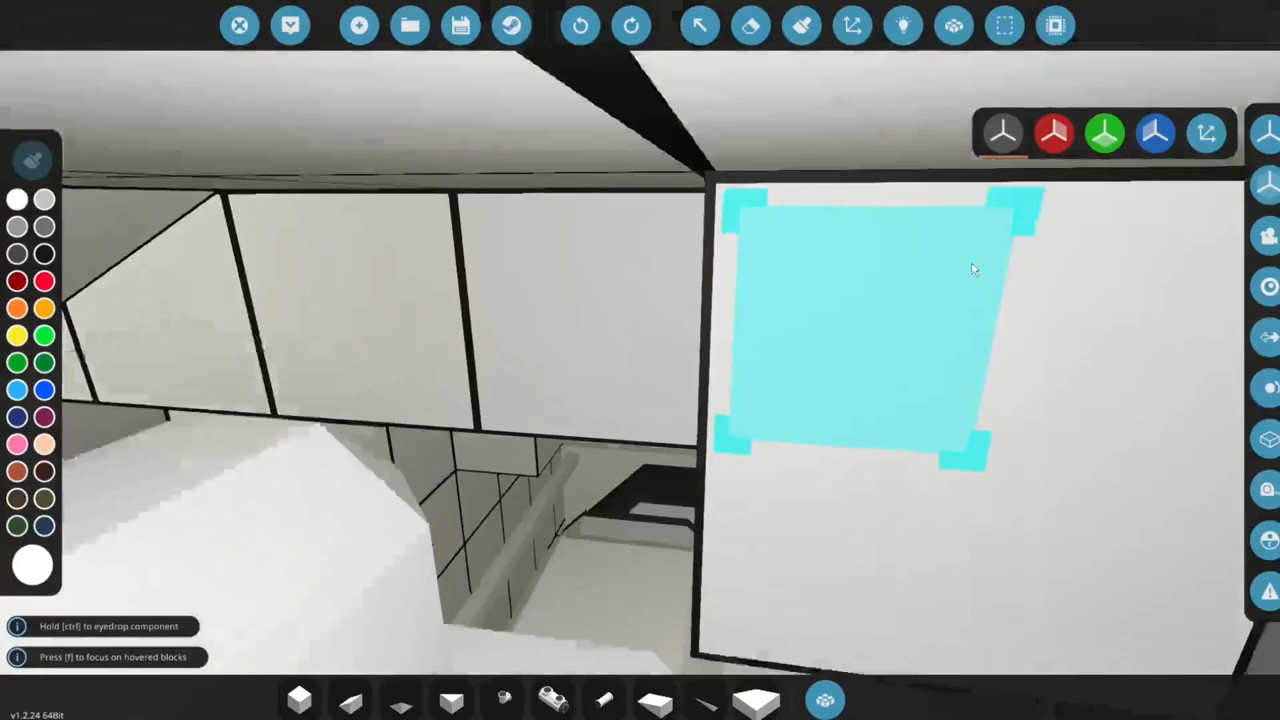 Hold [ctrl] to eyedrop component
Press [f] to focus on hovered blocks
v1.2.24 64Bit